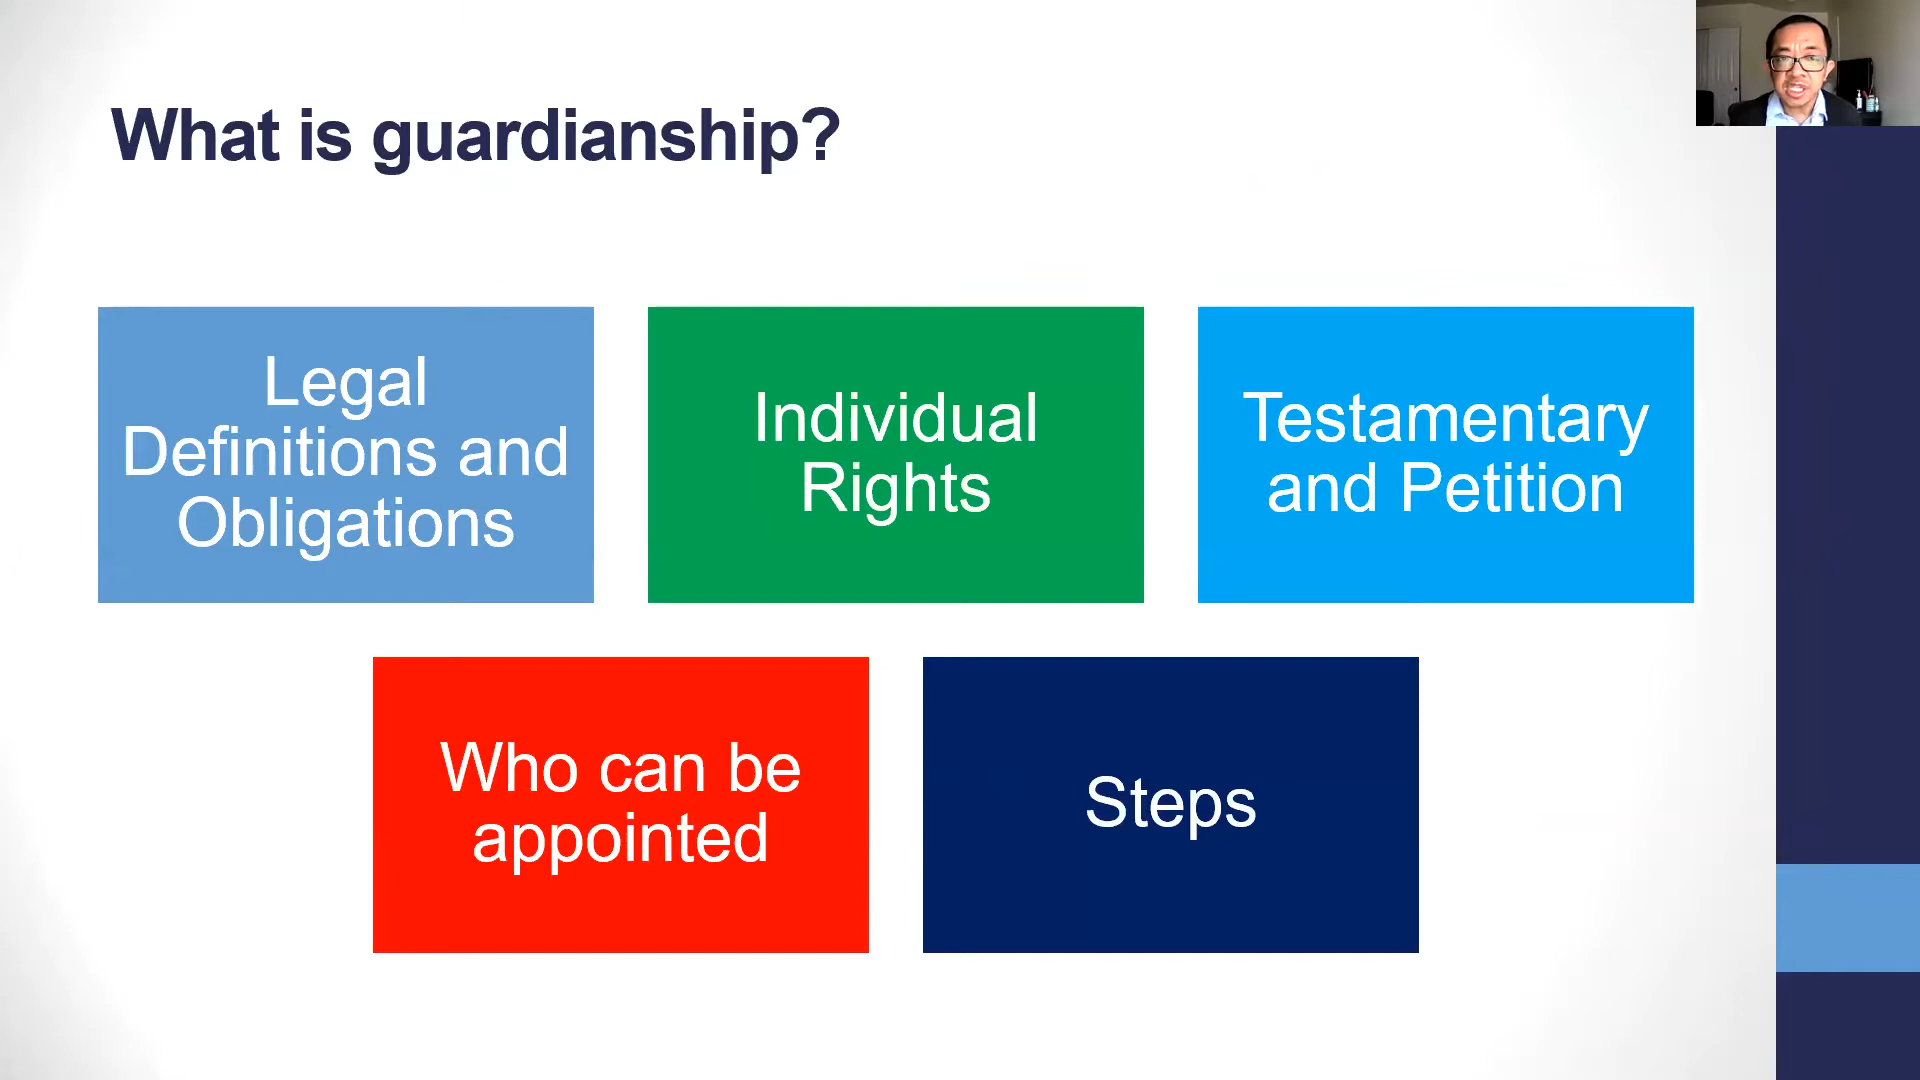 What is guardianship?
Legal
Definitions and
Obligations
Individual
Rights
Testamentary
and Petition
Who can be
appointed
Steps